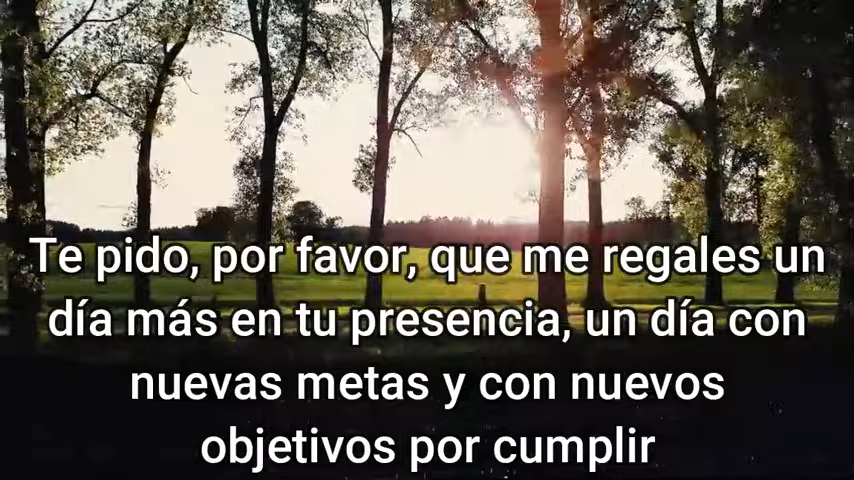 Te pido, por favor, que me regales un
día más en tu presencia, un día con
nuevas metas y con nuevos
objetivos por cumplir